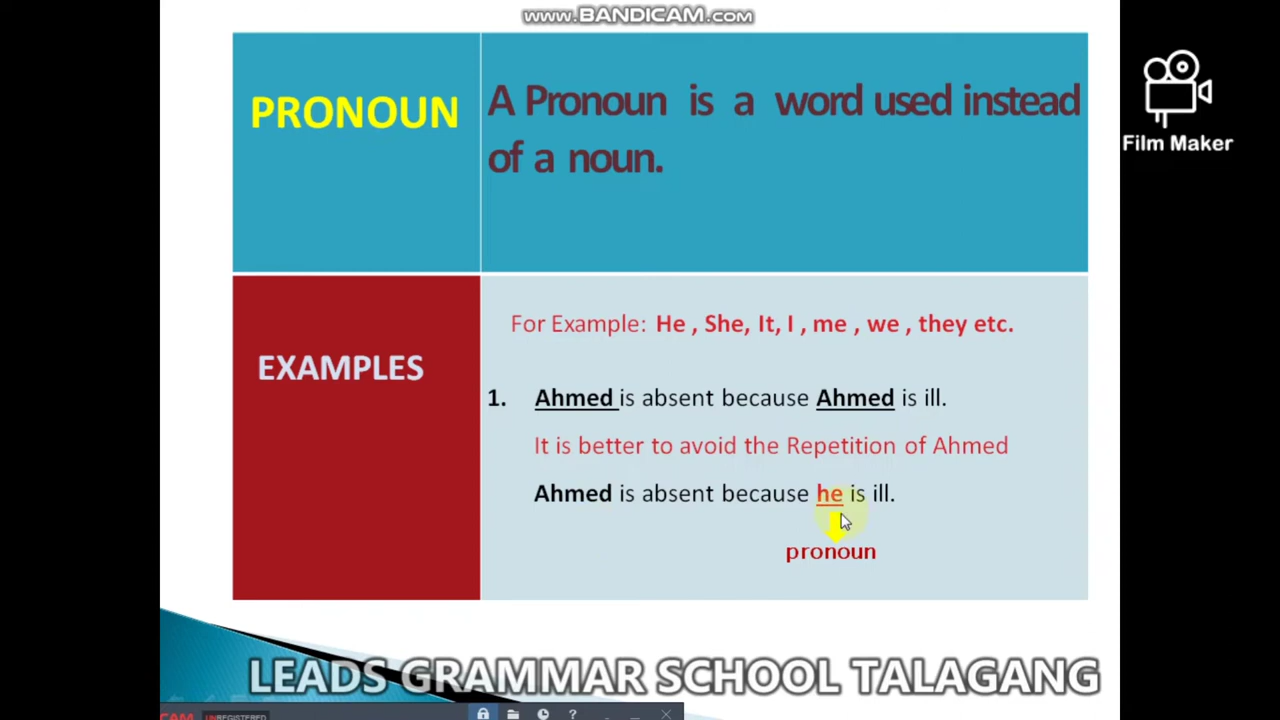 www.BANDICAM.com
Film Maker
PRONOUN
A Pronoun is a word used instead
of a noun.
EXAMPLES
For Example: He , She, It, I , me , we , they etc.
1. Ahmed is absent because Ahmed is ill.
It is better to avoid the Repetition of Ahmed
Ahmed is absent because he is ill.
pronoun
LEADS GRAMMAR SCHOOL TALAGANG
CAM UNREGISTERED